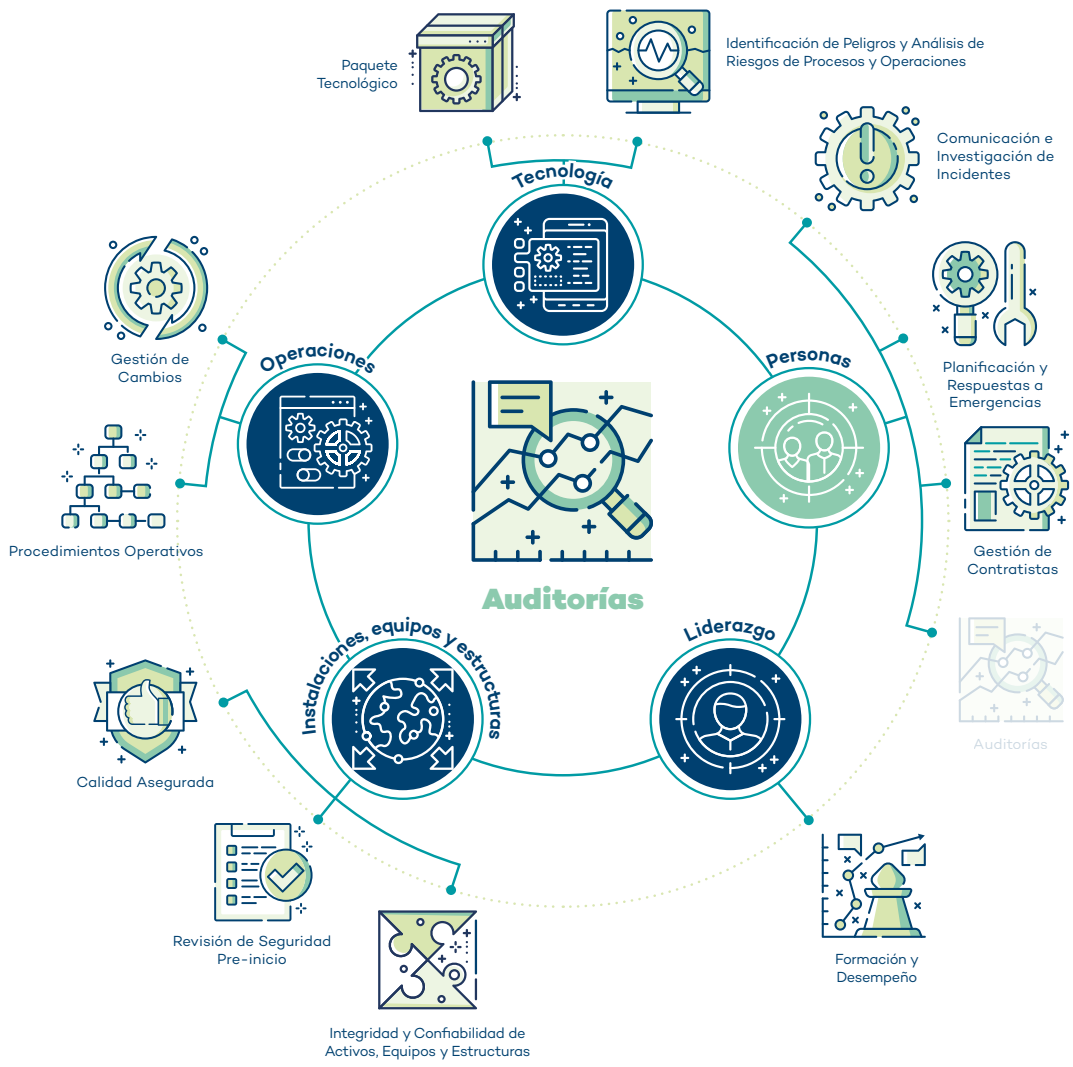 Paquete
Tecnológico
Identificación de Peligros y Análisis de
Riesgos de Procesos y Operaciones
Comunicación e
Investigación de
Incidentes
Tecnología
Gestión de
Cambios
Operaciones
Personas
Planificación y
Respuestas a
Emergencias
Procedimientos Operativos
Gestión de
Contratistas
Auditorías
Instalaciones, equipos y estructuras
Liderazgo
Auditorías
Calidad Asegurada
Revisión de Seguridad
Pre-inicio
Formación y
Desempeño
Integridad y Confiabilidad de
Activos, Equipos y Estructuras